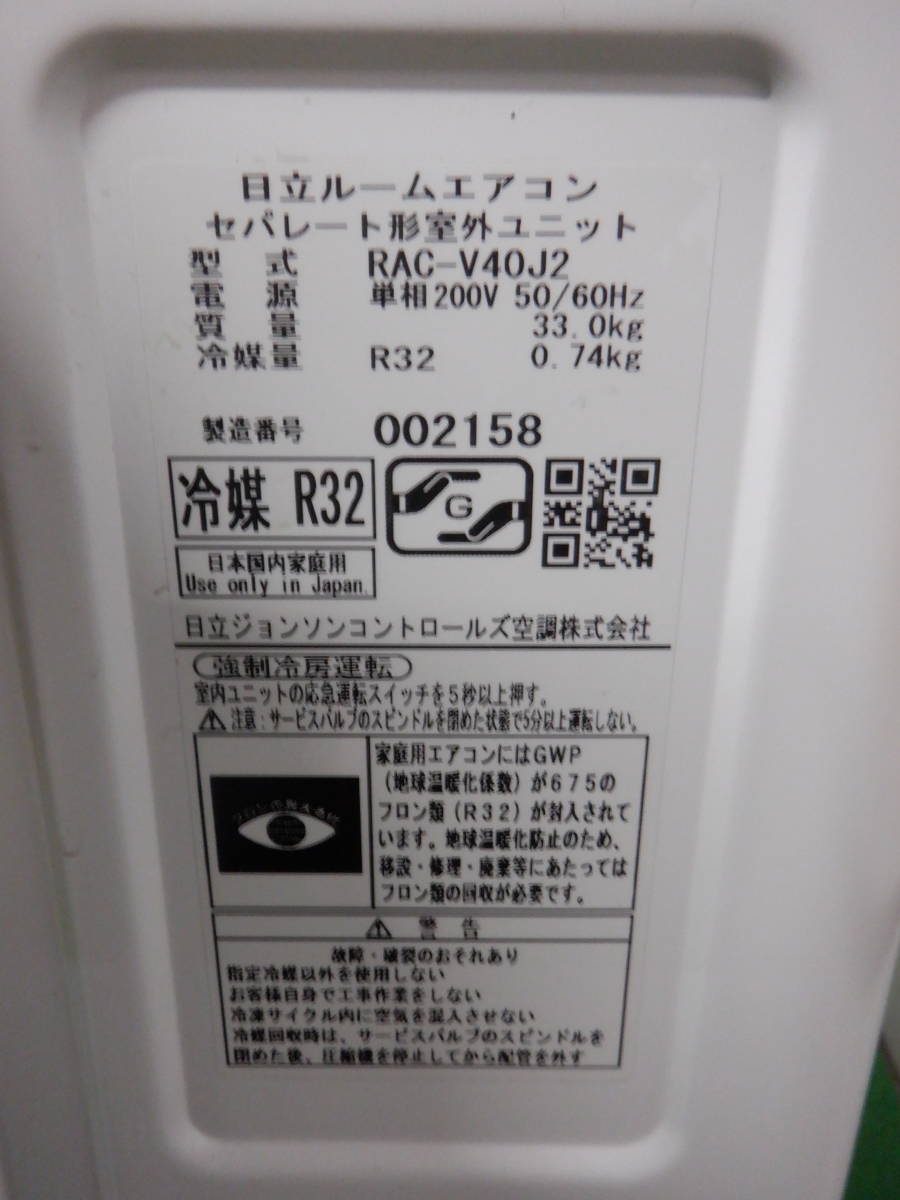 日立ルームエアコン
セパレート形室外ユニット
型 式 RAC-V40J2
電 源 単相200V 50/60Hz
質 量 33.0kg
冷媒量 R32 0.74kg
製造番号 002158
冷媒 R32
G
日本国内家庭用
Use only in Japan.
日立ジョンソンコントロールズ空調株式会社
強制冷房運転
室内ユニットの応急運転スイッチを5秒以上押す。
⚠注意:サービスバルブのスピンドルを閉めた状態で5分以上運転しない。
家庭用エアコンにはGWP
(地球温暖化係数)が675の
フロン類(R32)が封入されて
います。地球温暖化防止のため、
移設・修理・廃棄等にあたっては
フロン類の回収が必要です。
⚠ 警 告
故障・破裂のおそれあり
指定冷媒以外を使用しない
お客様自身で工事作業をしない
冷凍サイクル内に空気を混入させない
冷媒回収時は、サービスバルブのスピンドルを
閉めた後、圧縮機を停止してから配管を外す